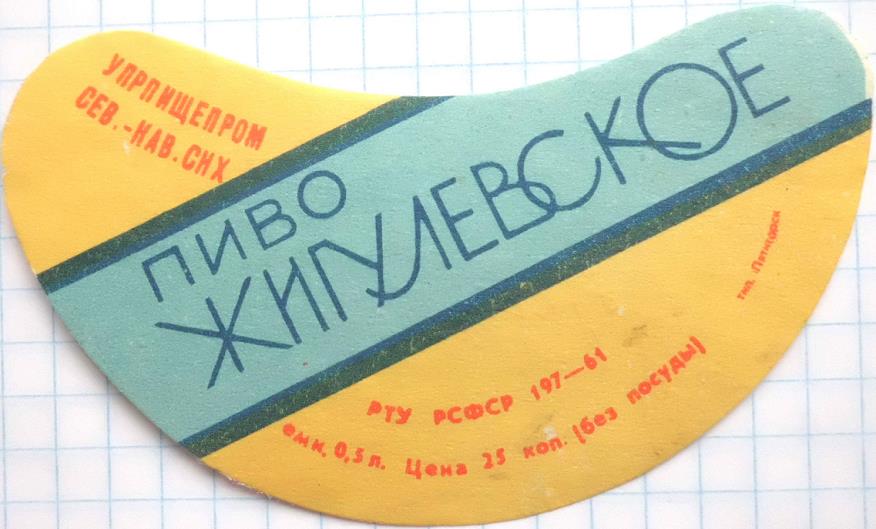 УПРПИЩЕПРОМ
СЕВ.-КАВ. СНХ
ПИВО
ЖИГУЛЕВСКОЕ
тип. Пятигорск
РТУ РСФСР 197—61
емк. 0,5 л. Цена 25 коп. (без посуды)